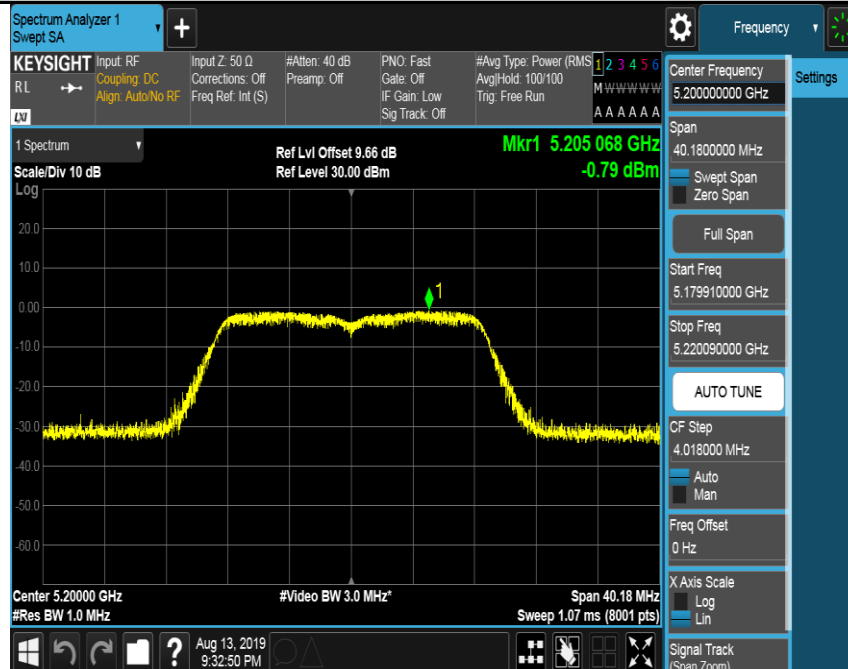 Spectrum Analyzer 1
Swept SA
Frequency
KEYSIGHT
RL
LXI
Input: RF
Coupling: DC
Align: Auto/No RF
Input Z: 50 Ω
Corrections: Off
Freq Ref: Int (S)
#Atten: 40 dB
Preamp: Off
PNO: Fast
Gate: Off
IF Gain: Low
Sig Track: Off
#Avg Type: Power (RMS
Avg|Hold: 100/100
Trig: Free Run
1 2 3 4 5 6
M W W W W W
A A A A A A
1 Spectrum
Scale/Div 10 dB
Log
Ref Lvl Offset 9.66 dB
Ref Level 30.00 dBm
Mkr1 5.205 068 GHz
-0.79 dBm
20.0
10.0
0.00
-10.0
-20.0
-30.0
-40.0
-50.0
-60.0
1
Center 5.20000 GHz
#Res BW 1.0 MHz
#Video BW 3.0 MHz*
Span 40.18 MHz
Sweep 1.07 ms (8001 pts)
Center Frequency
5.200000000 GHz
Settings
Span
40.1800000 MHz
Swept Span
Zero Span
Full Span
Start Freq
5.179910000 GHz
Stop Freq
5.220090000 GHz
AUTO TUNE
CF Step
4.018000 MHz
Auto
Man
Freq Offset
0 Hz
X Axis Scale
Log
Lin
Signal Track
(Span Zoom)
?
Aug 13, 2019
9:32:50 PM